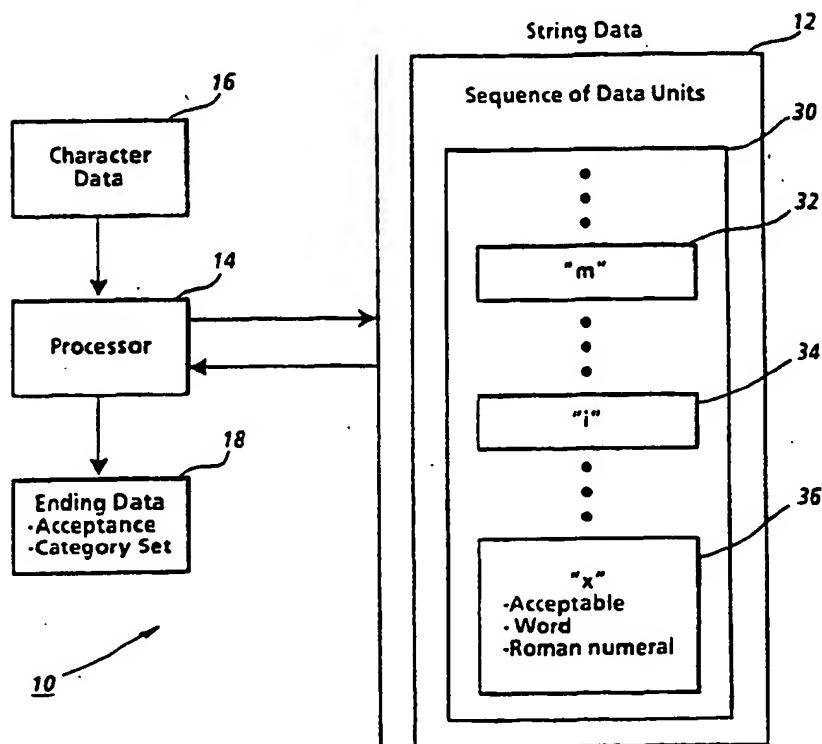 String Data
12
16
Sequence of Data Units
30
Character
Data
32
"m"
14
Processor
34
"i"
18
Ending Data
·Acceptance
·Category Set
36
"x"
·Acceptable
· Word
·Roman numeral
10